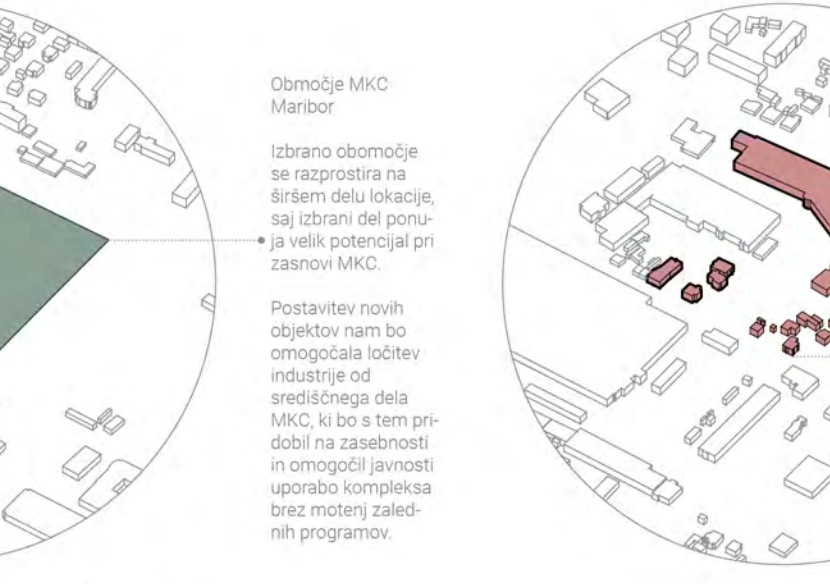 Območje MKC
Maribor
Izbrano obomočje
se razprostira na
širšem delu lokacije,
saj izbrani del ponu-
ja velik potencijal pri
zasnovi MKC.
Postavitev novih
objektov nam bo
omogočala ločitev
industrije od
središčnega dela
MKC, ki bo s tem pri-
dobil na zasebnosti
in omogočil javnosti
uporabo kompleksa
brez motenj zaled-
nih programov.